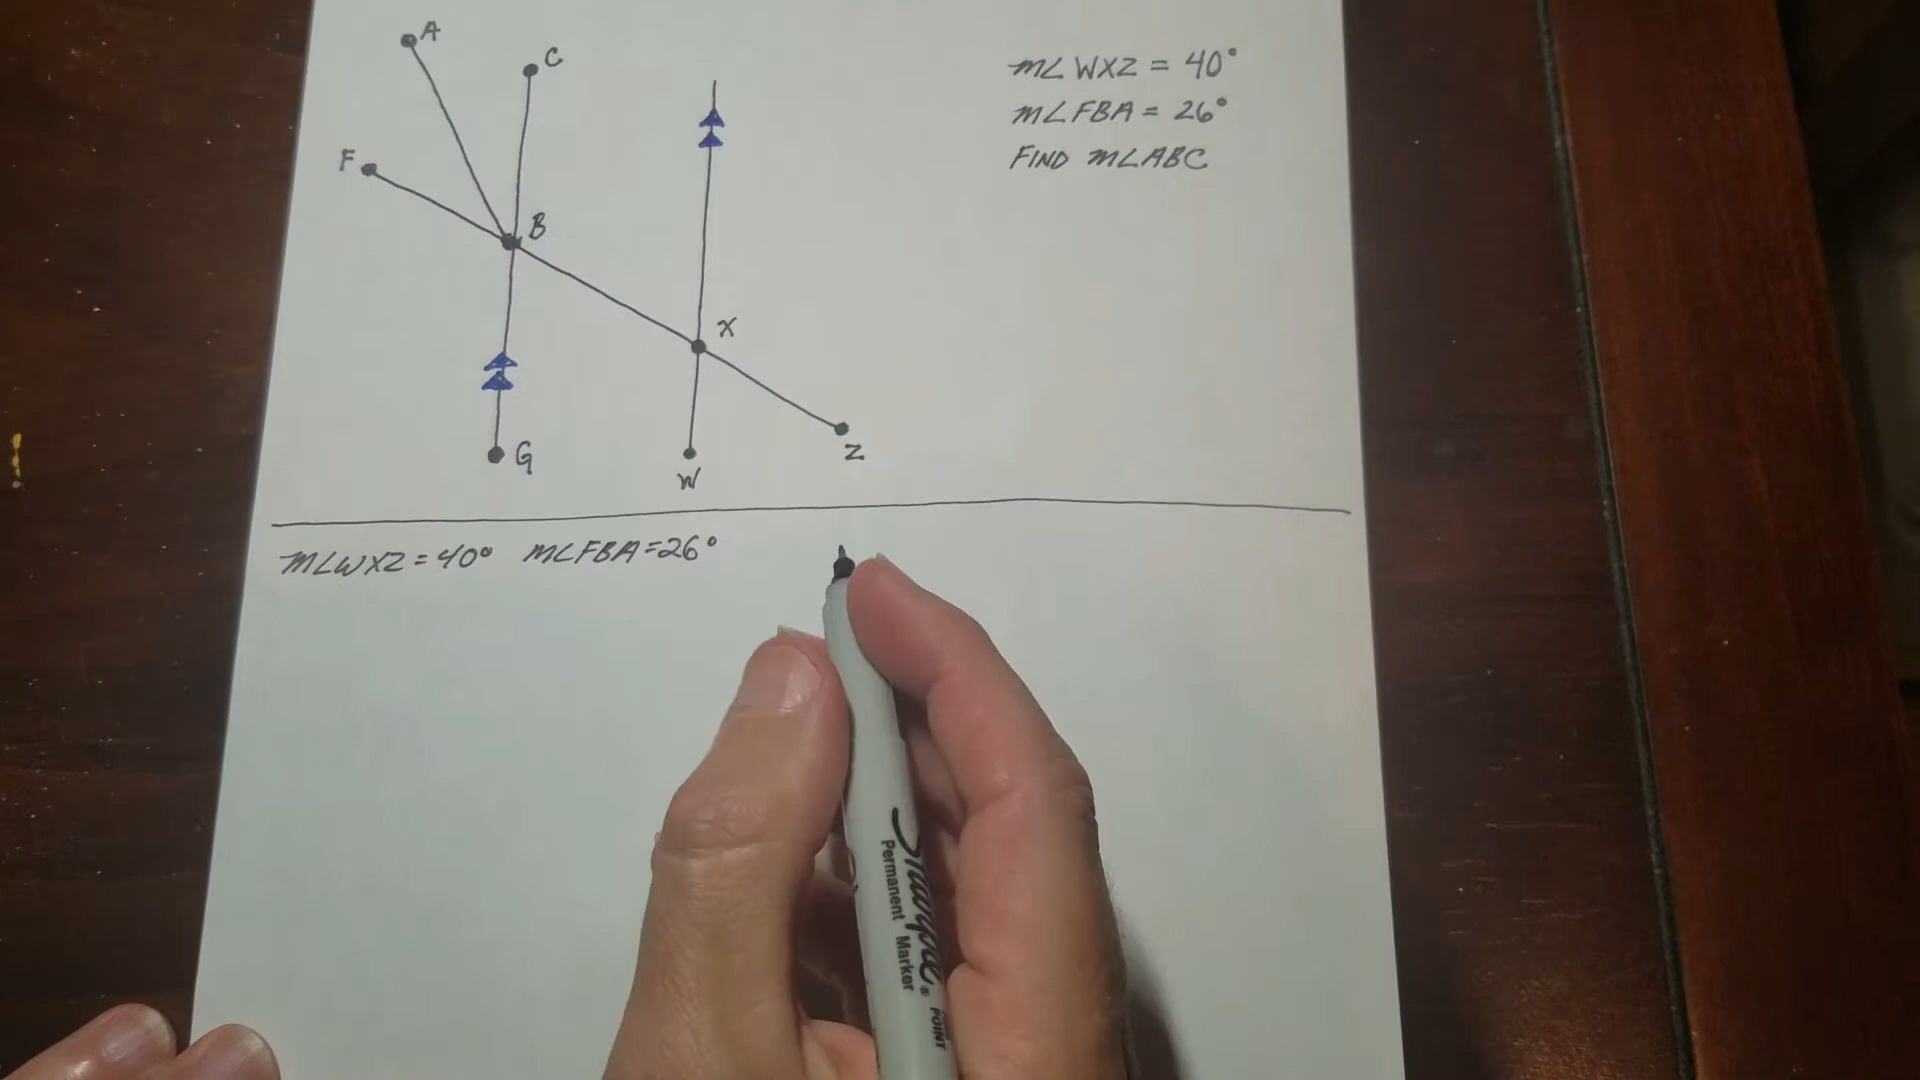 A
C
F
B
X
G
W
Z
m∠WXZ = 40°
m∠FBA = 26°
FIND m∠ABC
m∠WXZ = 40° m∠FBA = 26°
Sharpie®
Permanent Marker
POINT